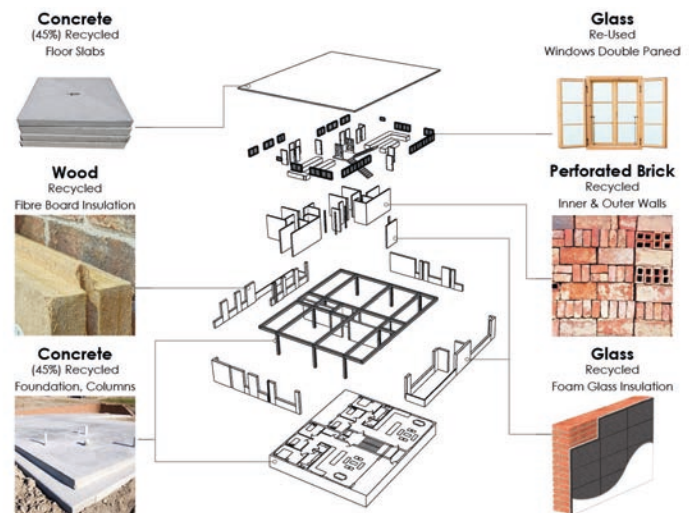 Concrete
(45%) Recycled
Floor Slabs
Wood
Recycled
Fibre Board Insulation
Concrete
(45%) Recycled
Foundation, Columns
Glass
Re-Used
Windows Double Paned
Perforated Brick
Recycled
Inner & Outer Walls
Glass
Recycled
Foam Glass Insulation